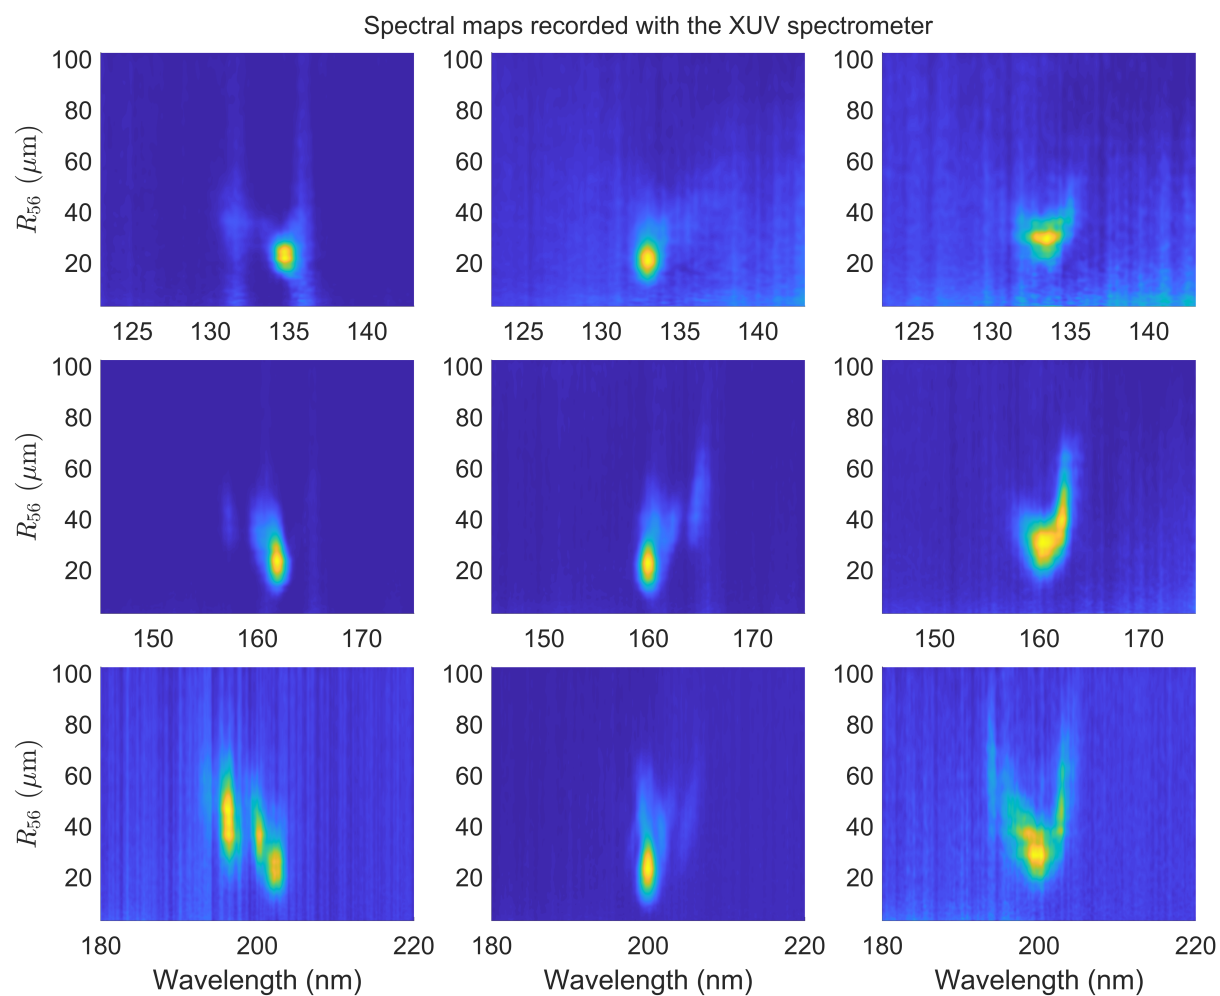 Spectral maps recorded with the XUV spectrometer
100 100 100
80 80 80
60 60 60
40 40 40
20 20 20
R56 (μm)
125 130 135 140 125 130 135 140 125 130 135 140
100 100 100
80 80 80
60 60 60
40 40 40
20 20 20
R56 (μm)
150 160 170 150 160 170 150 160 170
100 100 100
80 80 80
60 60 60
40 40 40
20 20 20
R56 (μm)
180 200 220 180 200 220 180 200 220
Wavelength (nm) Wavelength (nm) Wavelength (nm)